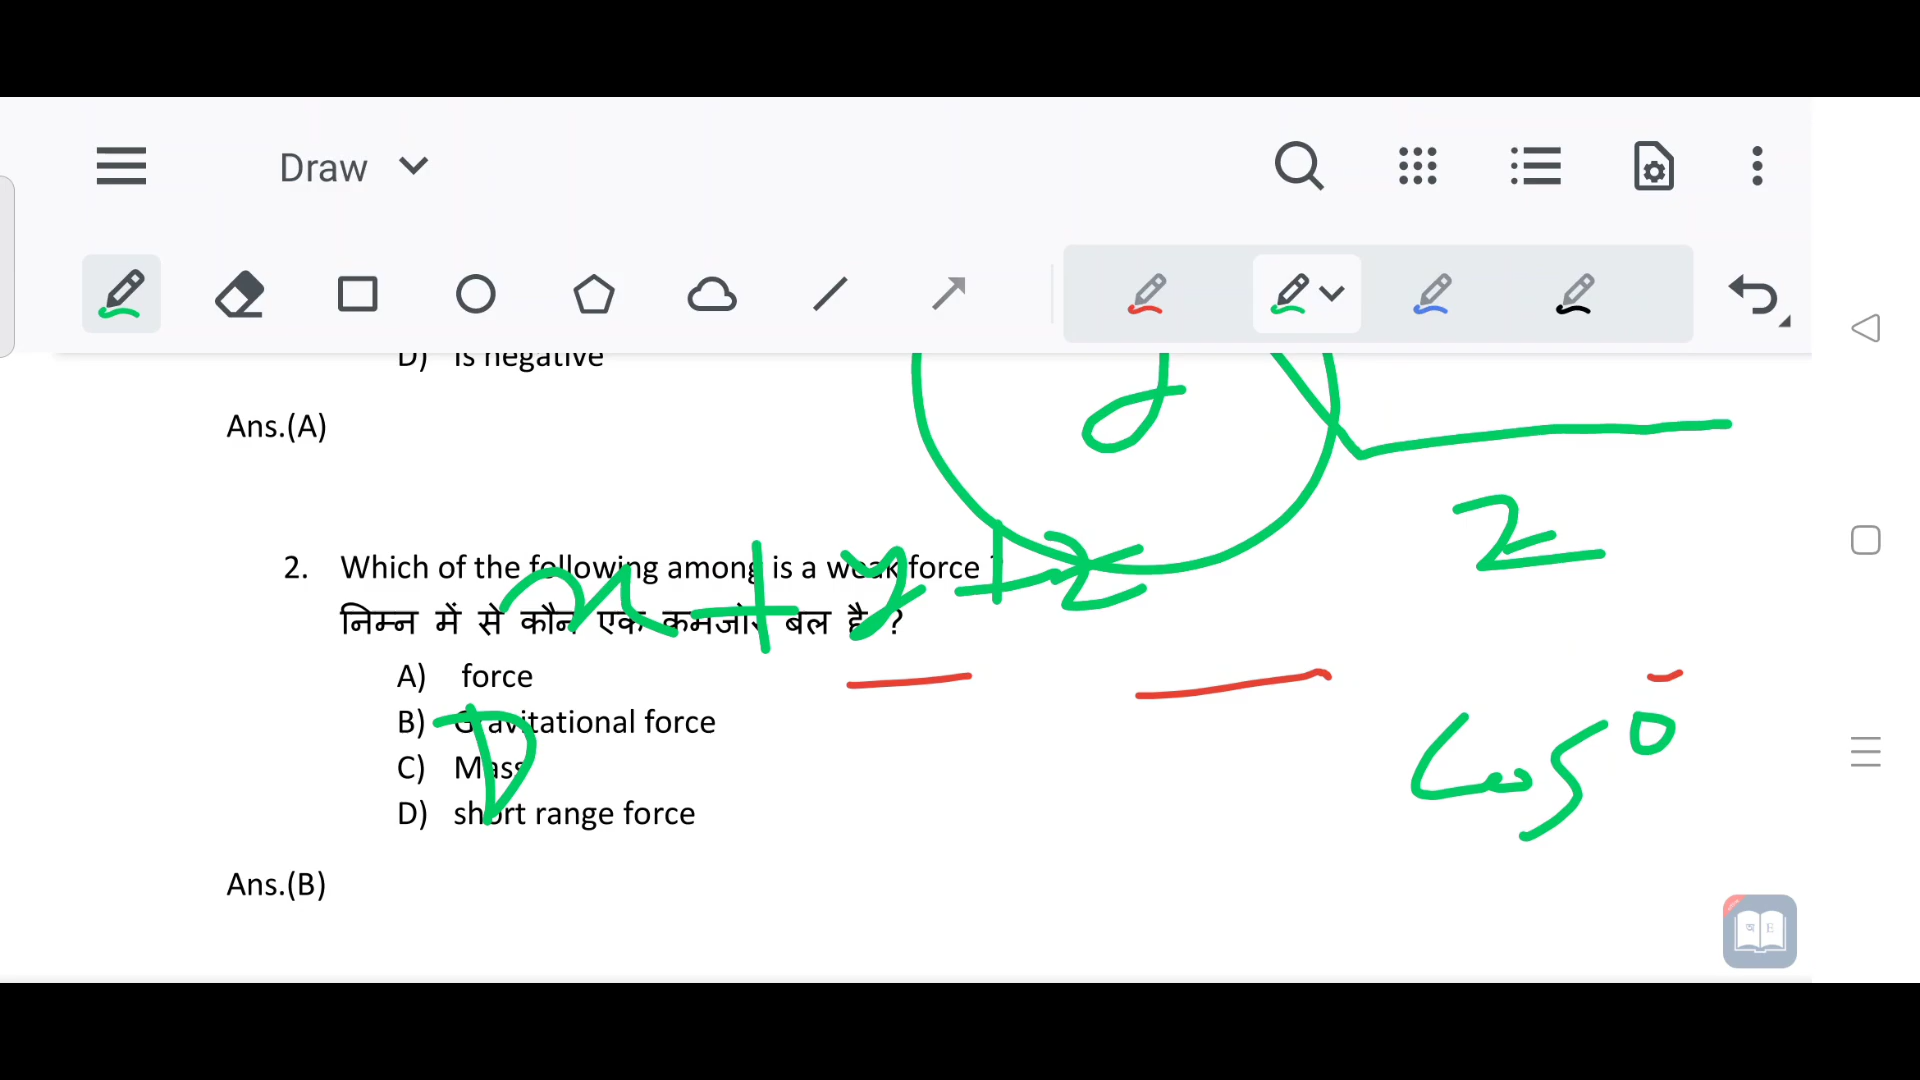 Draw
D) Is negative
Ans.(A)
2
2. Which of the following among is a weak force ?
x + y + z
निम्न में से कौन एक कमजोर बल है ?
A) force
B) Gravitational force
C) Mass
D) short range force
D
Cos 0
Ans.(B)
अ E